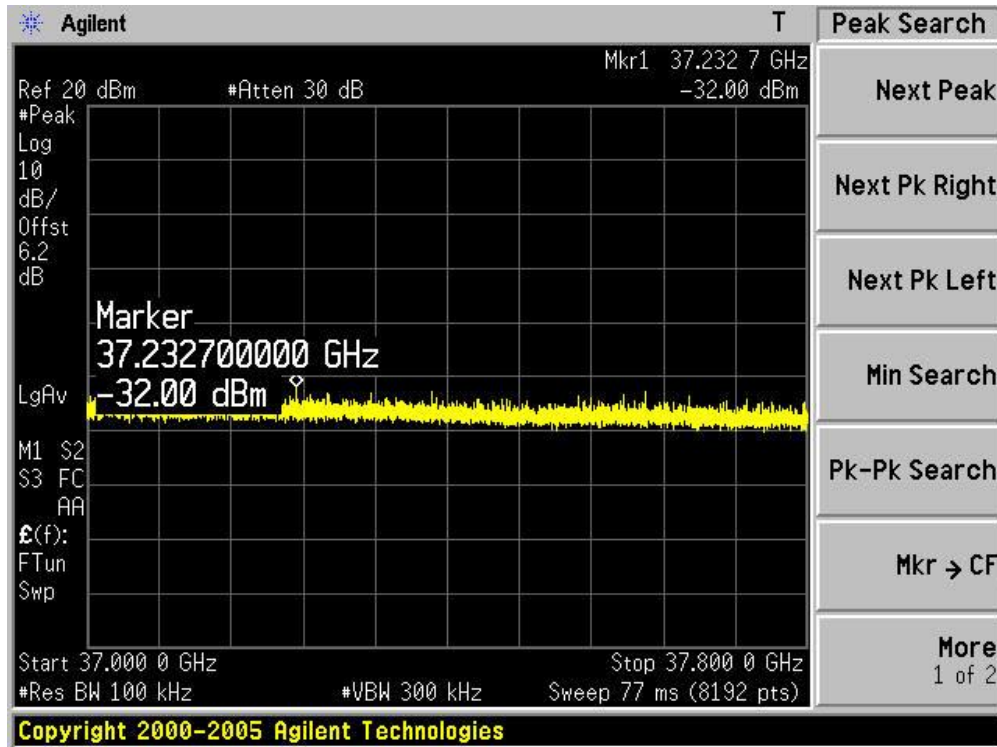 Agilent
T
Peak Search
Mkr1 37.232 7 GHz
Ref 20 dBm #Atten 30 dB -32.00 dBm
#Peak
Log
10
dB/
Offst
6.2
dB
Marker
37.232700000 GHz
-32.00 dBm
LgAv
M1 S2
S3 FC
AA
£(f):
FTun
Swp
Start 37.000 0 GHz Stop 37.800 0 GHz
#Res BW 100 kHz #VBW 300 kHz Sweep 77 ms (8192 pts)
Copyright 2000-2005 Agilent Technologies
Next Peak
Next Pk Right
Next Pk Left
Min Search
Pk-Pk Search
Mkr → CF
More
1 of 2